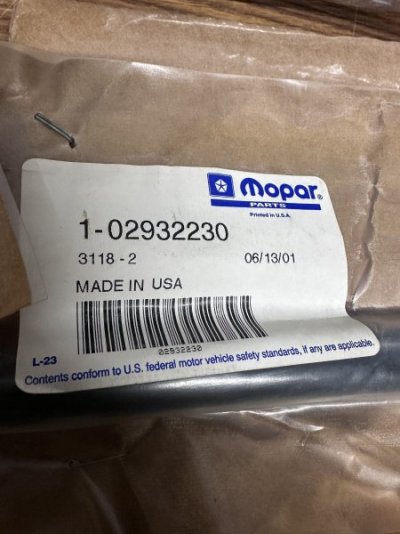 Mopar®
PARTS
Printed in U.S.A.
1-02932230
3118 - 2 06/13/01
MADE IN USA
02932230
L-23
Contents conform to U.S. federal motor vehicle safety standards, if any are applicable.